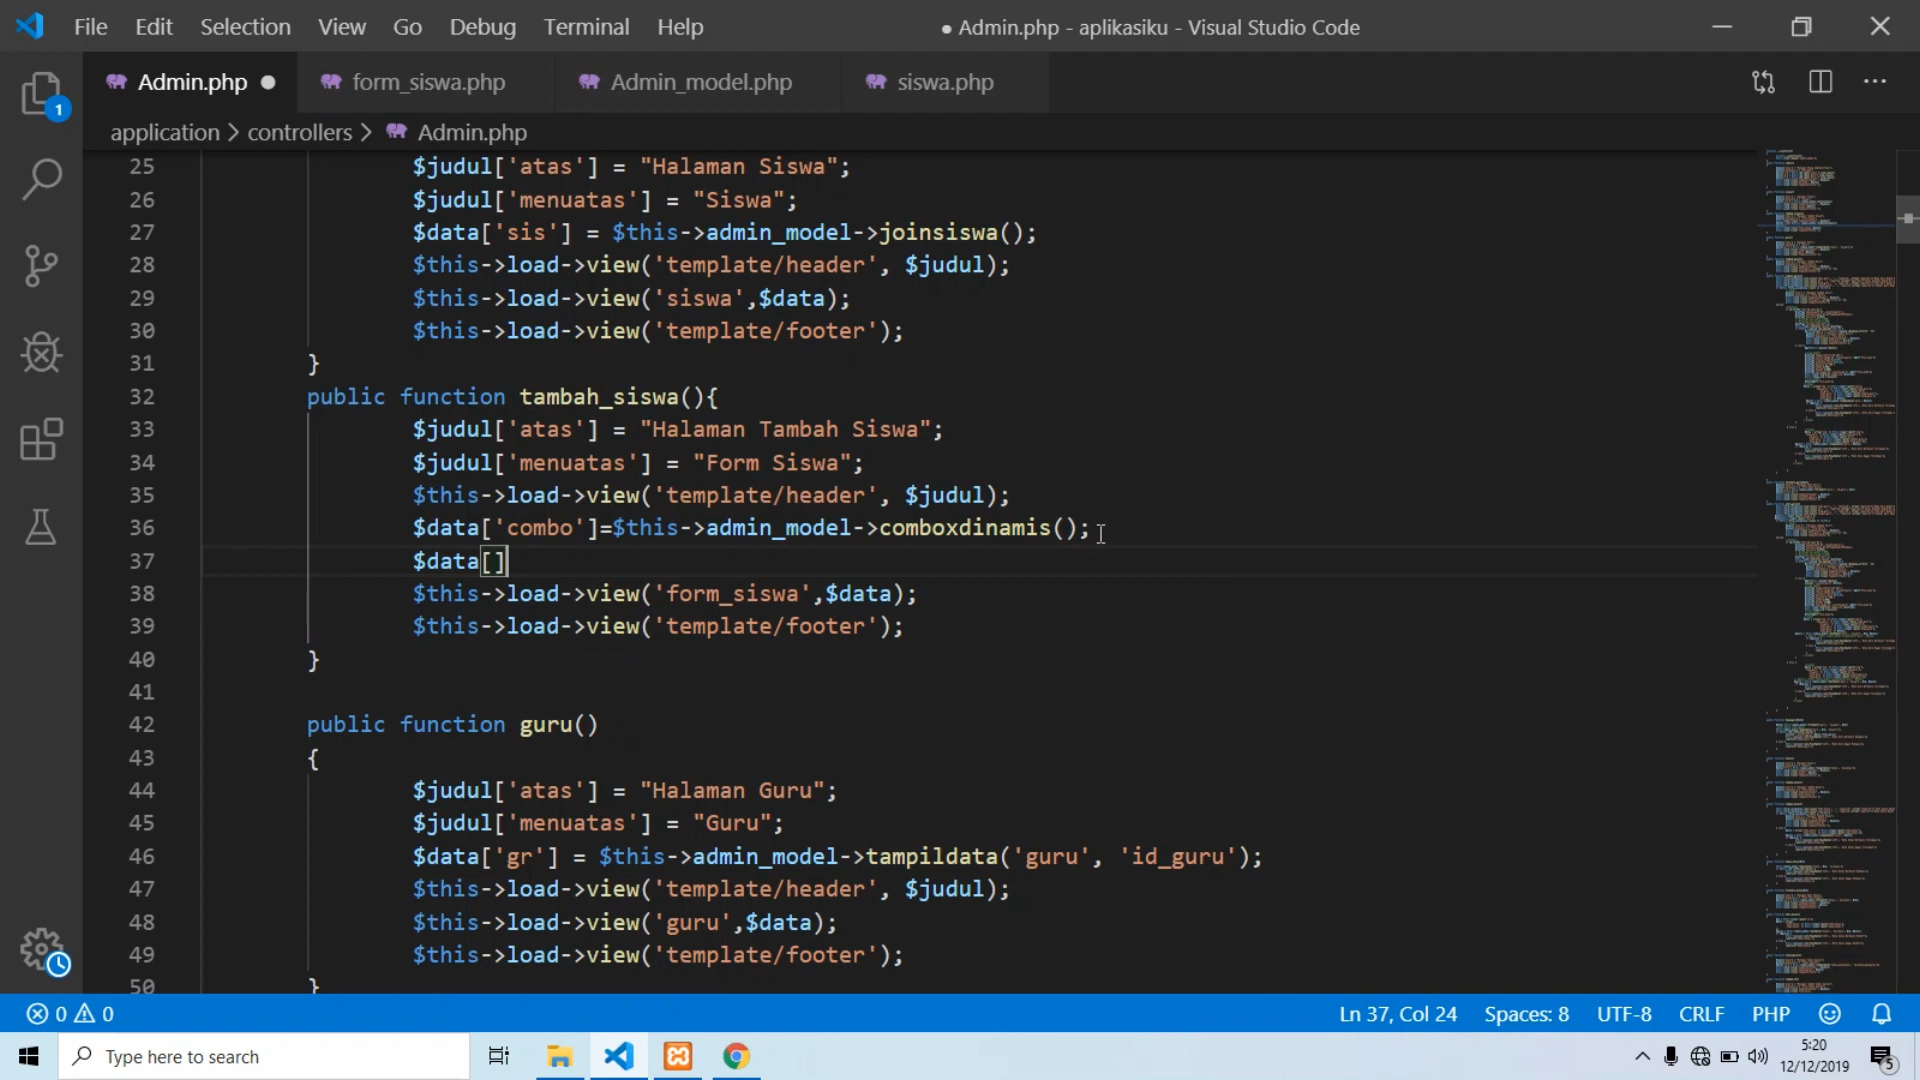 File Edit Selection View Go Debug Terminal Help
● Admin.php - aplikasiku - Visual Studio Code
Admin.php form_siswa.php Admin_model.php siswa.php
1
application > controllers > Admin.php
25 $judul['atas'] = "Halaman Siswa";
26 $judul['menuatas'] = "Siswa";
27 $data['sis'] = $this->admin_model->joinsiswa();
28 $this->load->view('template/header', $judul);
29 $this->load->view('siswa',$data);
30 $this->load->view('template/footer');
31 }
32 public function tambah_siswa(){
33 $judul['atas'] = "Halaman Tambah Siswa";
34 $judul['menuatas'] = "Form Siswa";
35 $this->load->view('template/header', $judul);
36 $data['combo']=$this->admin_model->comboxdinamis();
37 $data[]
38 $this->load->view('form_siswa',$data);
39 $this->load->view('template/footer');
40 }
41
42 public function guru()
43 {
44 $judul['atas'] = "Halaman Guru";
45 $judul['menuatas'] = "Guru";
46 $data['gr'] = $this->admin_model->tampildata('guru', 'id_guru');
47 $this->load->view('template/header', $judul);
48 $this->load->view('guru',$data);
49 $this->load->view('template/footer');
50 }
0 0 Ln 37, Col 24 Spaces: 8 UTF-8 CRLF PHP
Type here to search
5:20
12/12/2019
5